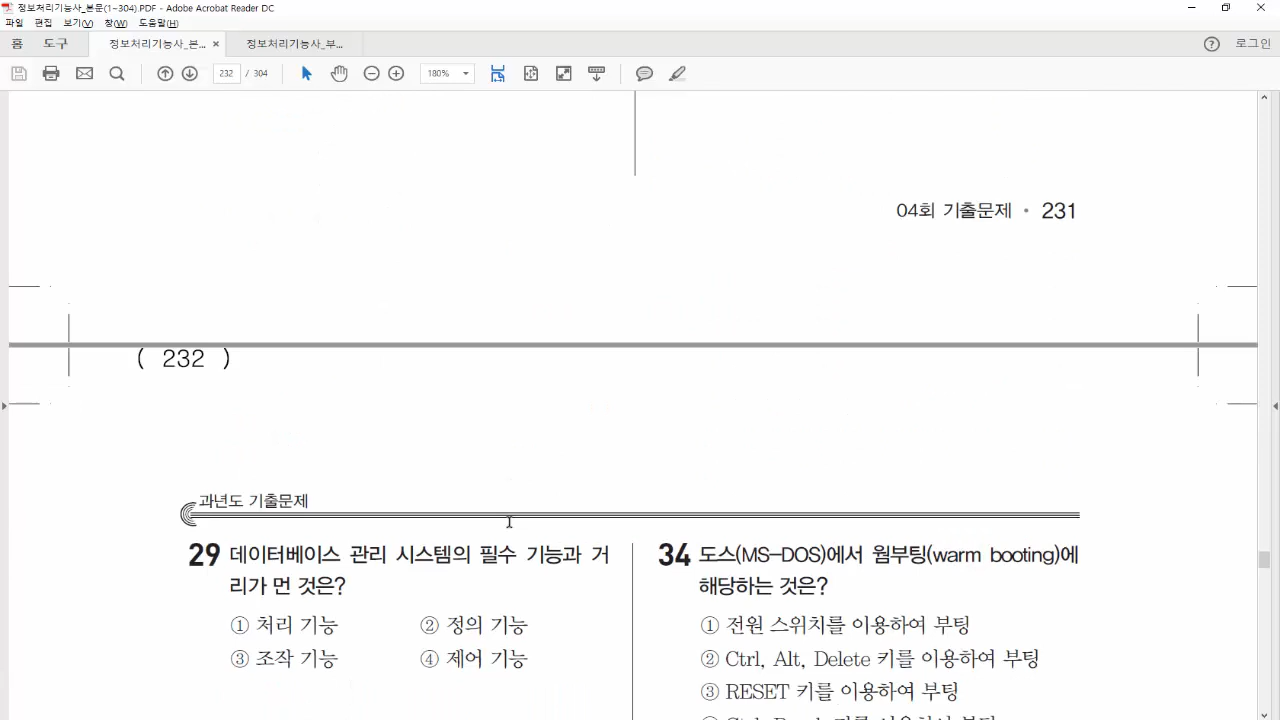 정보처리기능사_본문(1~304).PDF - Adobe Acrobat Reader DC
파일 편집 보기(V) 창(W) 도움말(H)
홈 도구 정보처리기능사_본... × 정보처리기능사_부... ? 로그인
232 / 304 180%
04회 기출문제 · 231
( 232 )
과년도 기출문제
29 데이터베이스 관리 시스템의 필수 기능과 거
리가 먼 것은?
① 처리 기능 ② 정의 기능
③ 조작 기능 ④ 제어 기능
34 도스(MS-DOS)에서 웜부팅(warm booting)에
해당하는 것은?
① 전원 스위치를 이용하여 부팅
② Ctrl, Alt, Delete 키를 이용하여 부팅
③ RESET 키를 이용하여 부팅